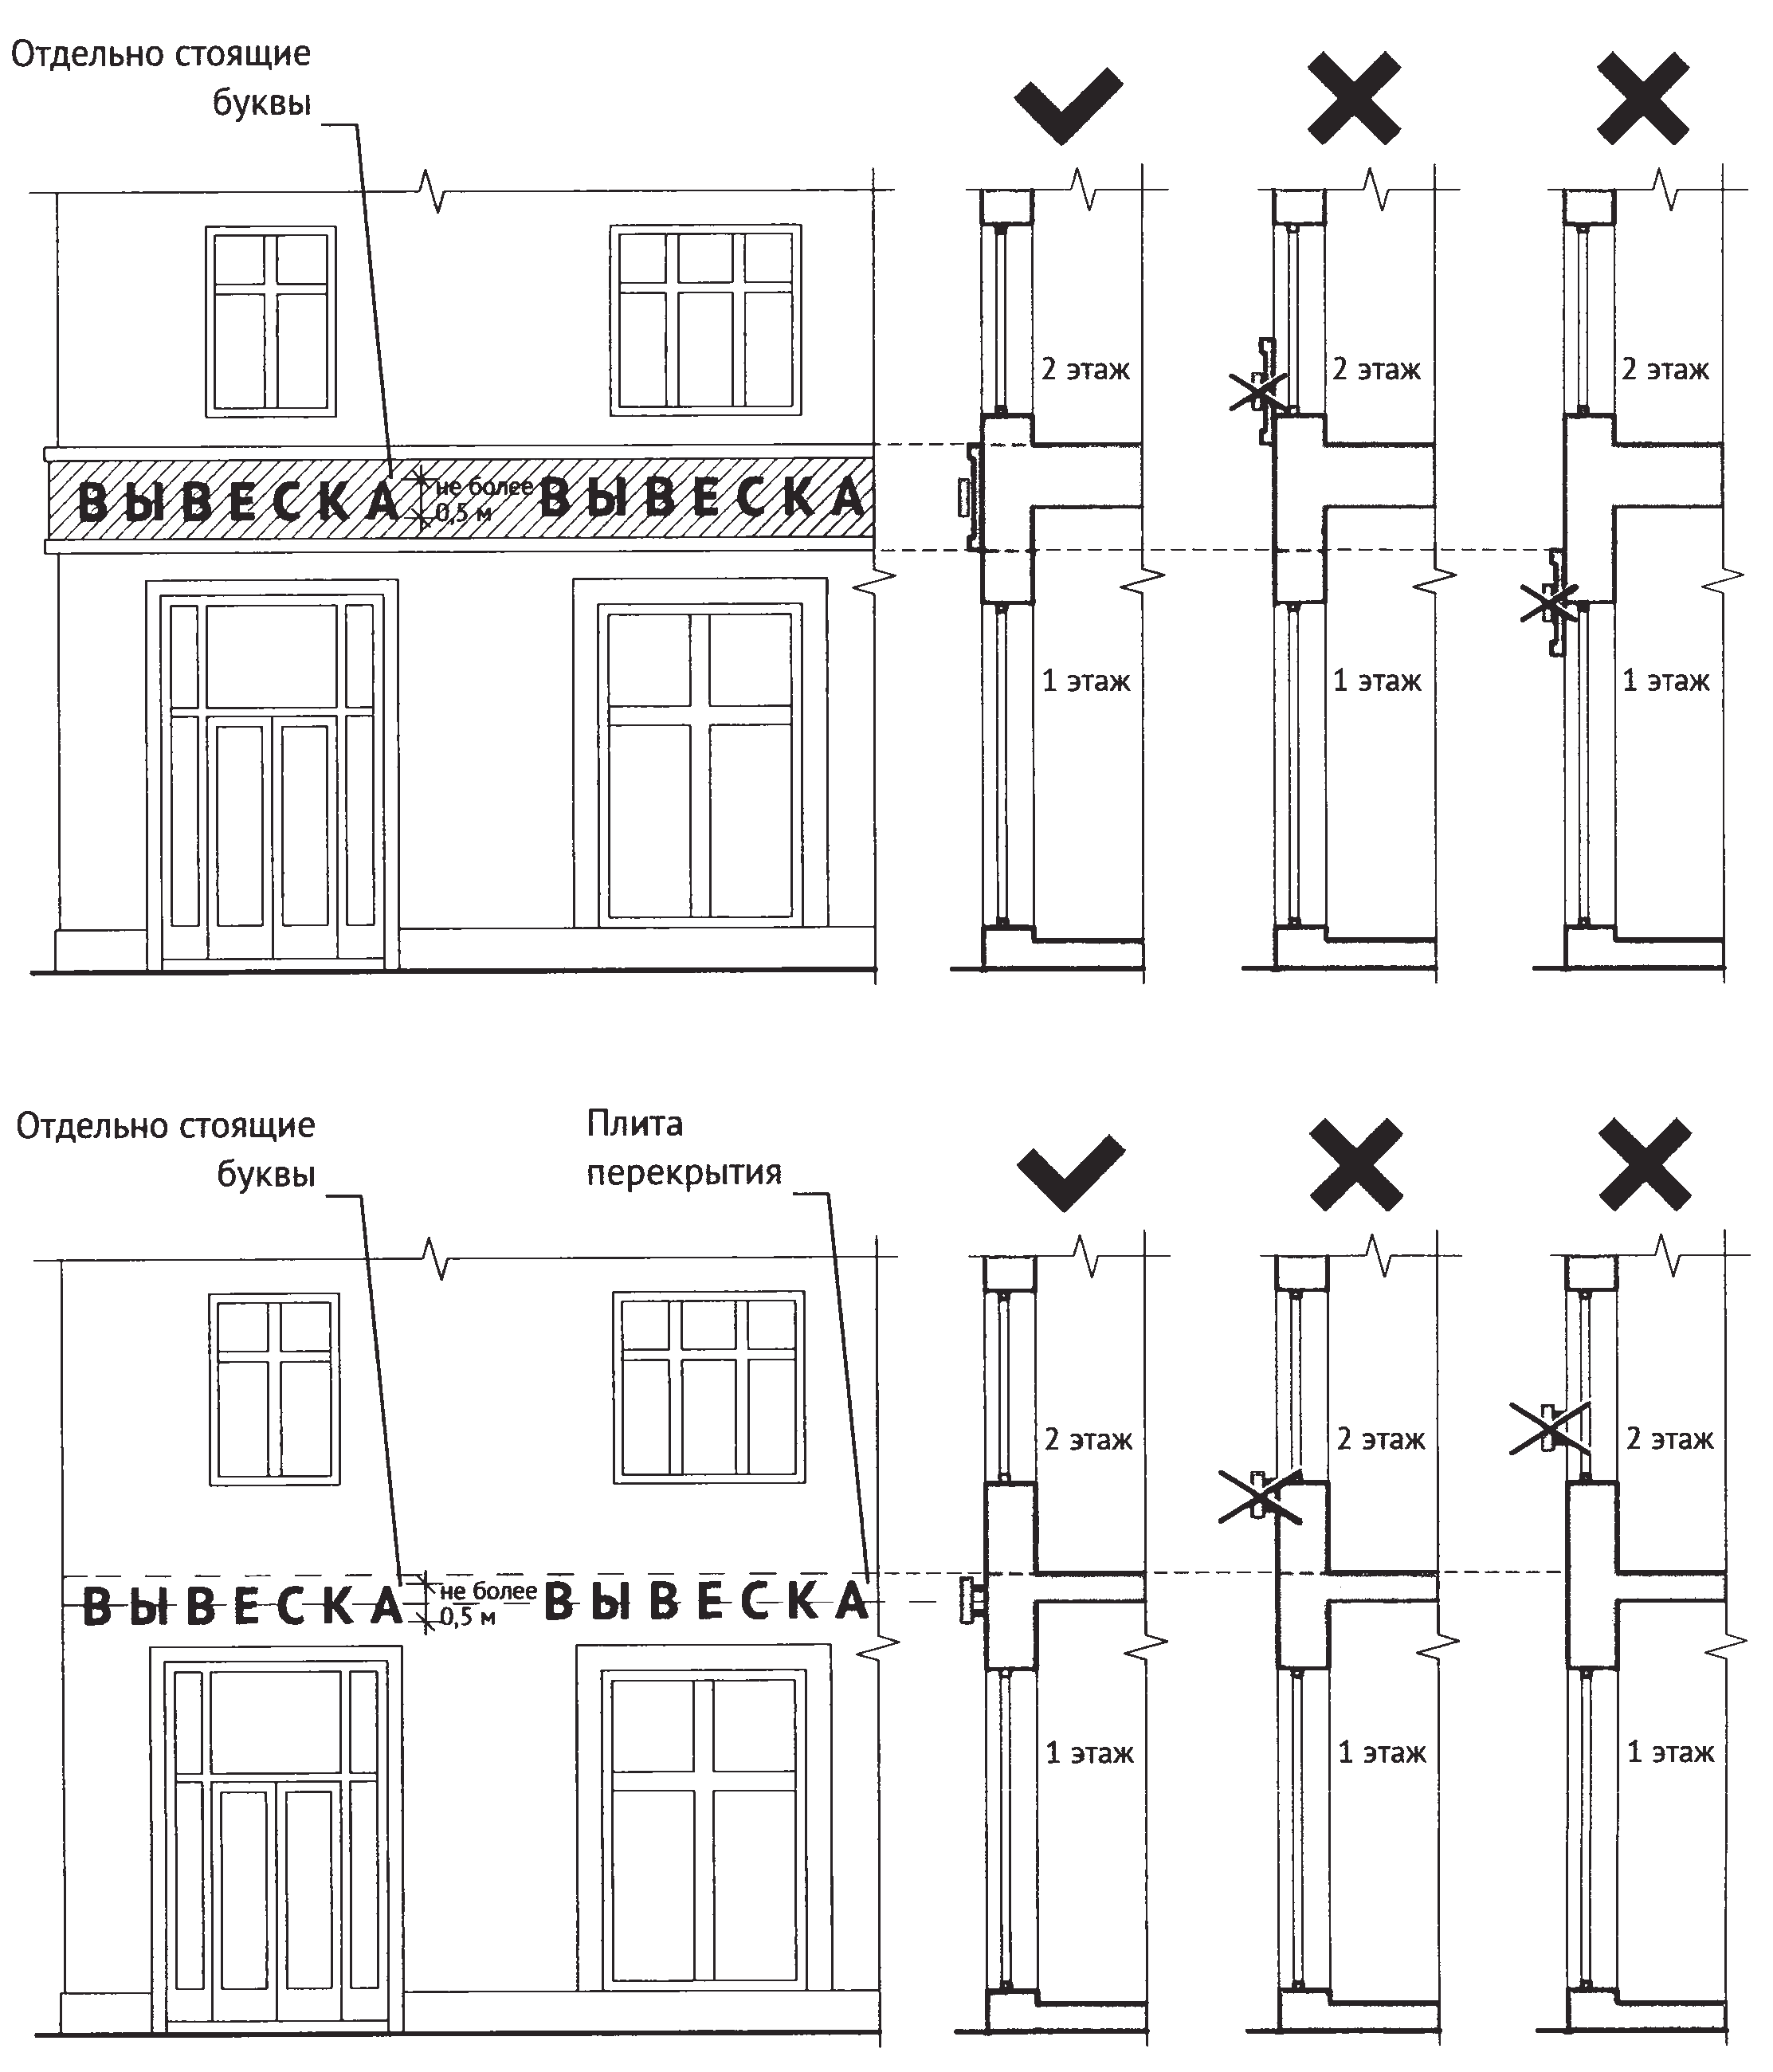 Отдельно стоящие
буквы
2 этаж
2 этаж
2 этаж
ВЫВЕСКА
не более
0,5 м
ВЫВЕСКА
1 этаж
1 этаж
1 этаж
Отдельно стоящие
буквы
Плита
перекрытия
2 этаж
2 этаж
2 этаж
ВЫВЕСКА
не более
0,5 м
ВЫВЕСКА
1 этаж
1 этаж
1 этаж